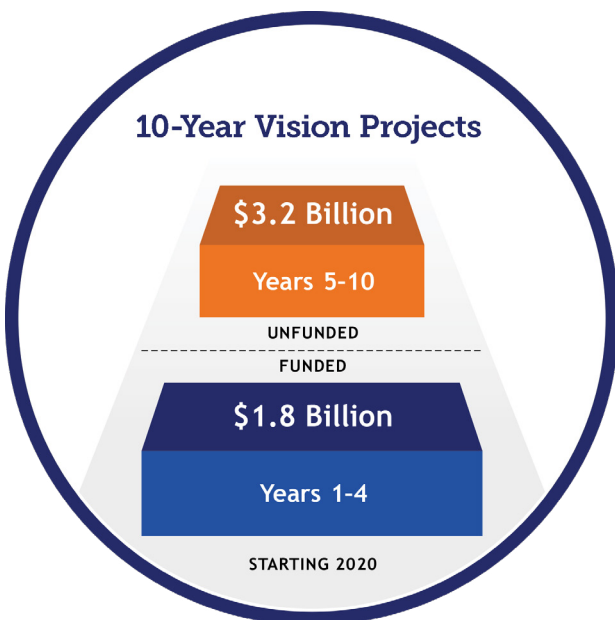 10-Year Vision Projects
$3.2 Billion
Years 5-10
UNFUNDED
FUNDED
$1.8 Billion
Years 1-4
STARTING 2020